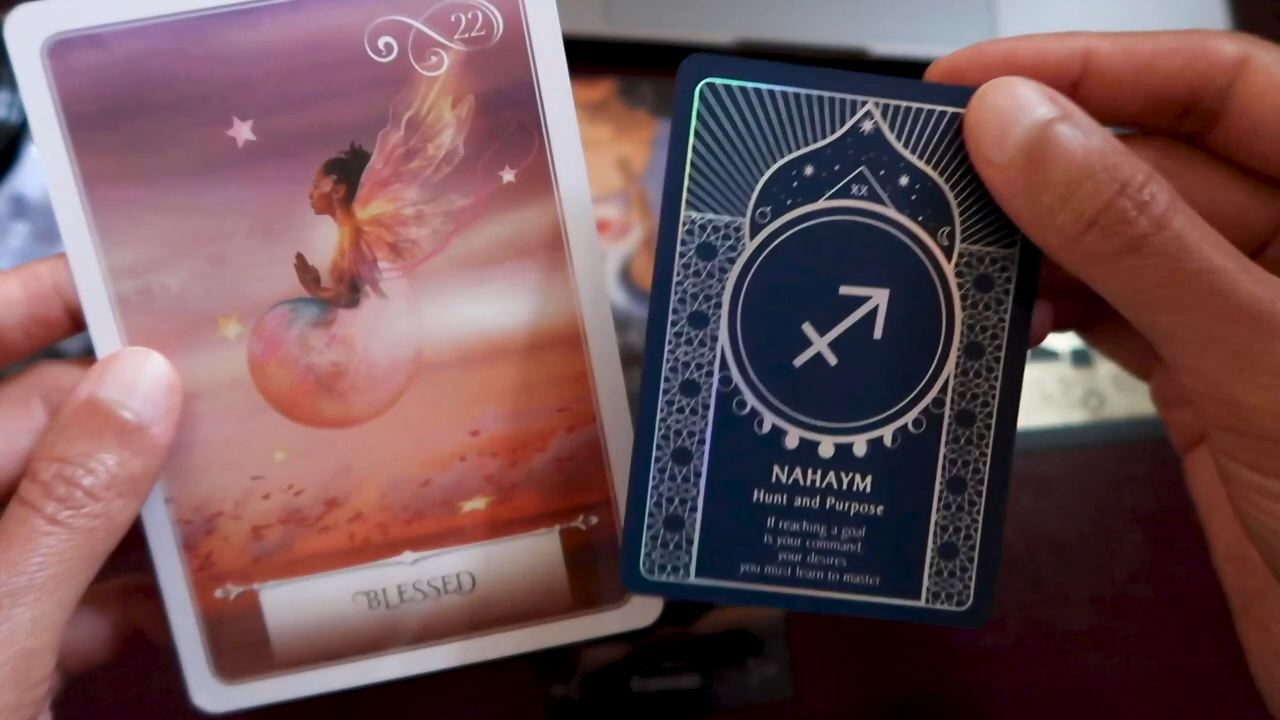 22
BLESSED
XX
NAHAYM
Hunt and Purpose
If reaching a goal
is your command,
your desires
you must learn to master